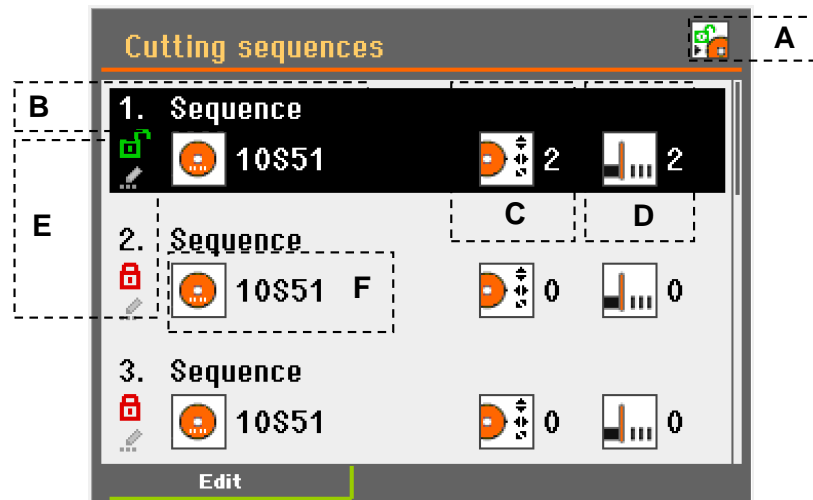 Cutting sequences
A
B
1. Sequence
10S51 2 2
C D
E
2. Sequence
10S51 F 0 0
3. Sequence
10S51 0 0
Edit